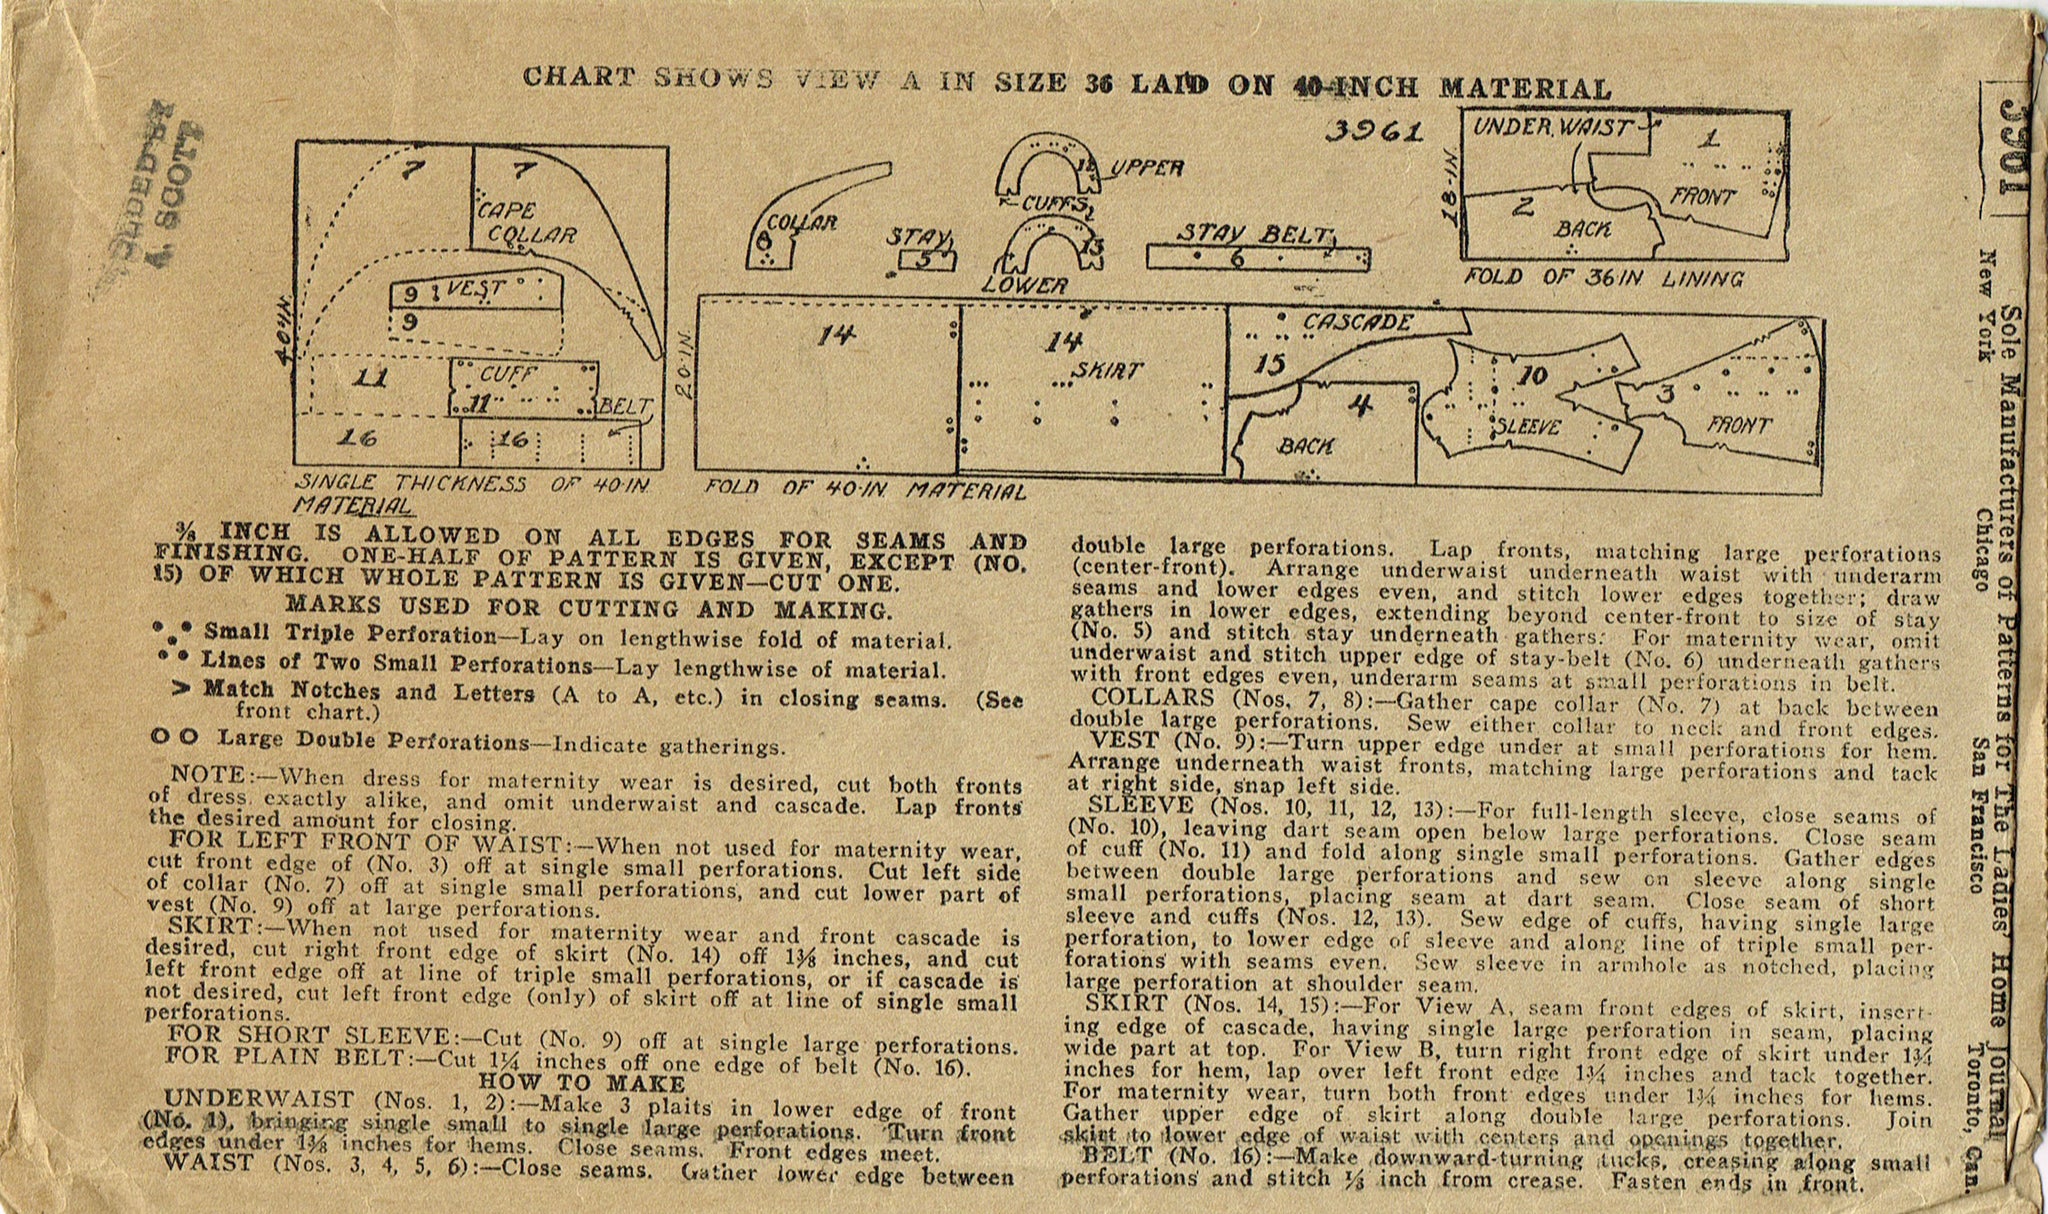 CHART SHOWS VIEW A IN SIZE 36 LAID ON 40-INCH MATERIAL
3961
Y SCOTT
7
7
CAPE
COLLAR
40-IN.
9
VEST
9
11
CUFF
11
BELT
16
16
SINGLE THICKNESS OF 40-IN
MATERIAL
8
COLLAR
STAY
5
12
UPPER
CUFFS
13
LOWER
STAY BELT
6
UNDER WAIST
1
FRONT
18-IN.
2
BACK
FOLD OF 36-IN LINING
20-IN.
14
14
SKIRT
CASCADE
15
4
BACK
10
SLEEVE
3
FRONT
FOLD OF 40-IN MATERIAL
⅜ INCH IS ALLOWED ON ALL EDGES FOR SEAMS AND
FINISHING. ONE-HALF OF PATTERN IS GIVEN, EXCEPT (NO.
15) OF WHICH WHOLE PATTERN IS GIVEN—CUT ONE.
MARKS USED FOR CUTTING AND MAKING.
Small Triple Perforation—Lay on lengthwise fold of material.
Lines of Two Small Perforations—Lay lengthwise of material.
> Match Notches and Letters (A to A, etc.) in closing seams. (See
front chart.)
O O Large Double Perforations—Indicate gatherings.
NOTE:—When dress for maternity wear is desired, cut both fronts
of dress exactly alike, and omit underwaist and cascade. Lap fronts
the desired amount for closing.
FOR LEFT FRONT OF WAIST:—When not used for maternity wear,
cut front edge of (No. 3) off at single small perforations. Cut left side
of collar (No. 7) off at single small perforations, and cut lower part of
vest (No. 9) off at large perforations.
SKIRT:—When not used for maternity wear and front cascade is
desired, cut right front edge of skirt (No. 14) off 1⅜ inches, and cut
left front edge off at line of triple small perforations, or if cascade is
not desired, cut left front edge (only) of skirt off at line of single small
perforations.
FOR SHORT SLEEVE:—Cut (No. 9) off at single large perforations.
FOR PLAIN BELT:—Cut 1¼ inches off one edge of belt (No. 16).
HOW TO MAKE
UNDERWAIST (Nos. 1, 2):—Make 3 plaits in lower edge of front
(No. 1), bringing single small to single large perforations. Turn front
edges under 1⅜ inches for hems. Close seams. Front edges meet.
WAIST (Nos. 3, 4, 5, 6):—Close seams. Gather lower edge between
double large perforations. Lap fronts, matching large perforations
(center-front). Arrange underwaist underneath waist with underarm
seams and lower edges even, and stitch lower edges together; draw
gathers in lower edges, extending beyond center-front to size of stay
(No. 5) and stitch stay underneath gathers. For maternity wear, omit
underwaist and stitch upper edge of stay-belt (No. 6) underneath gathers
with front edges even, underarm seams at small perforations in belt.
COLLARS (Nos. 7, 8):—Gather cape collar (No. 7) at back between
double large perforations. Sew either collar to neck and front edges.
VEST (No. 9):—Turn upper edge under at small perforations for hem.
Arrange underneath waist fronts, matching large perforations and tack
at right side, snap left side.
SLEEVE (Nos. 10, 11, 12, 13):—For full-length sleeve, close seams of
(No. 10), leaving dart seam open below large perforations. Close seam
of cuff (No. 11) and fold along single small perforations. Gather edges
between double large perforations and sew on sleeve along single
small perforations, placing seam at dart seam. Close seam of short
sleeve and cuffs (Nos. 12, 13). Sew edge of cuffs, having single large
perforation, to lower edge of sleeve and along line of triple small per-
forations with seams even. Sew sleeve in armhole as notched, placing
large perforation at shoulder seam.
SKIRT (Nos. 14, 15):—For View A, seam front edges of skirt, insert-
ing edge of cascade, having single large perforation in seam, placing
wide part at top. For View B, turn right front edge of skirt under 1¾
inches for hem, lap over left front edge 1¾ inches and tack together.
For maternity wear, turn both front edges under 1¾ inches for hems.
Gather upper edge of skirt along double large perforations. Join
skirt to lower edge of waist with centers and openings together.
BELT (No. 16):—Make downward-turning tucks, creasing along small
perforations and stitch ⅛ inch from crease. Fasten ends in front.
Sole Manufacturers of Patterns for The Ladies' Home Journal
New York Chicago San Francisco Toronto, Can.